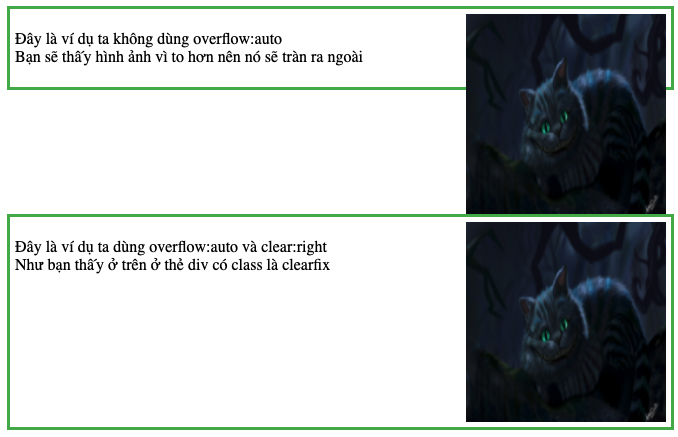 Đây là ví dụ ta không dùng overflow:auto
Bạn sẽ thấy hình ảnh vì to hơn nên nó sẽ tràn ra ngoài
Đây là ví dụ ta dùng overflow:auto và clear:right
Như bạn thấy ở trên ở thẻ div có class là clearfix